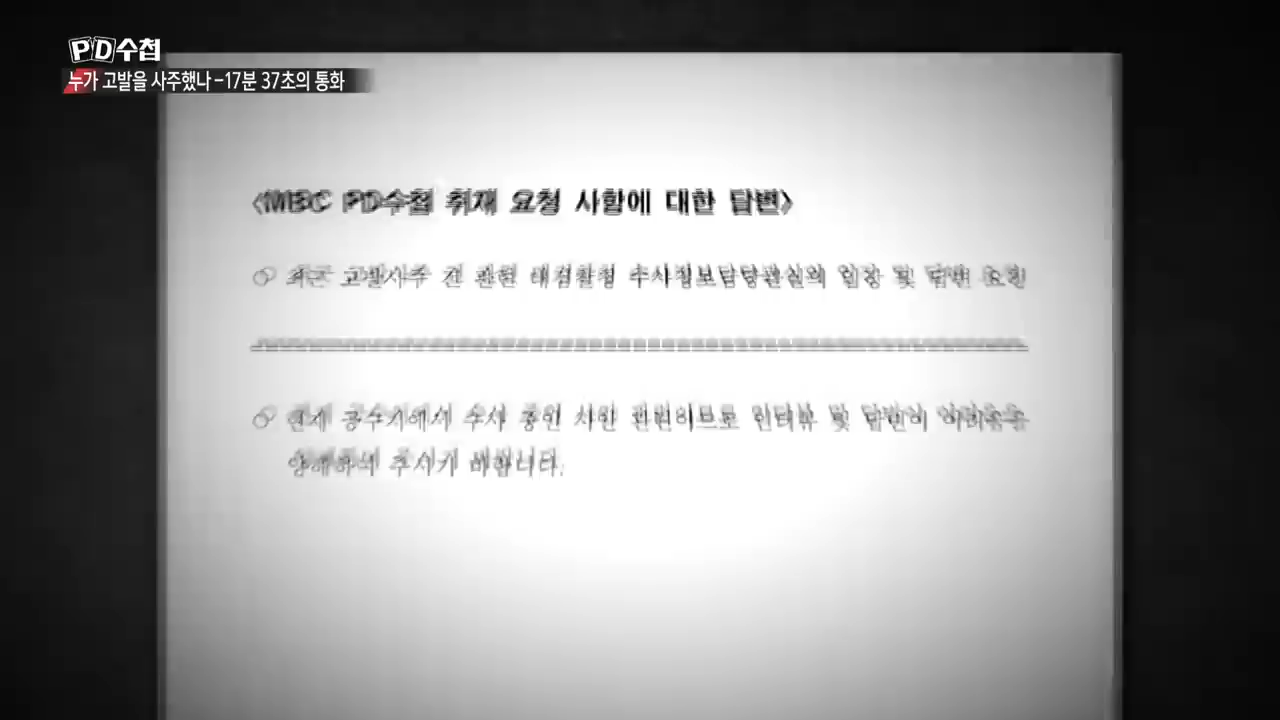 PD수첩
누가 고발을 사주했나-17분 37초의 통화
<MBC PD수첩 취재 요청 사항에 대한 답변>
○ 최근 고발사주 건 관련 대검찰청 수사정보담당관실의 입장 및 답변 요청
○ 현재 공수처에서 수사 중인 사안 관련이므로 인터뷰 및 답변이 어려움을
양해하여 주시기 바랍니다.